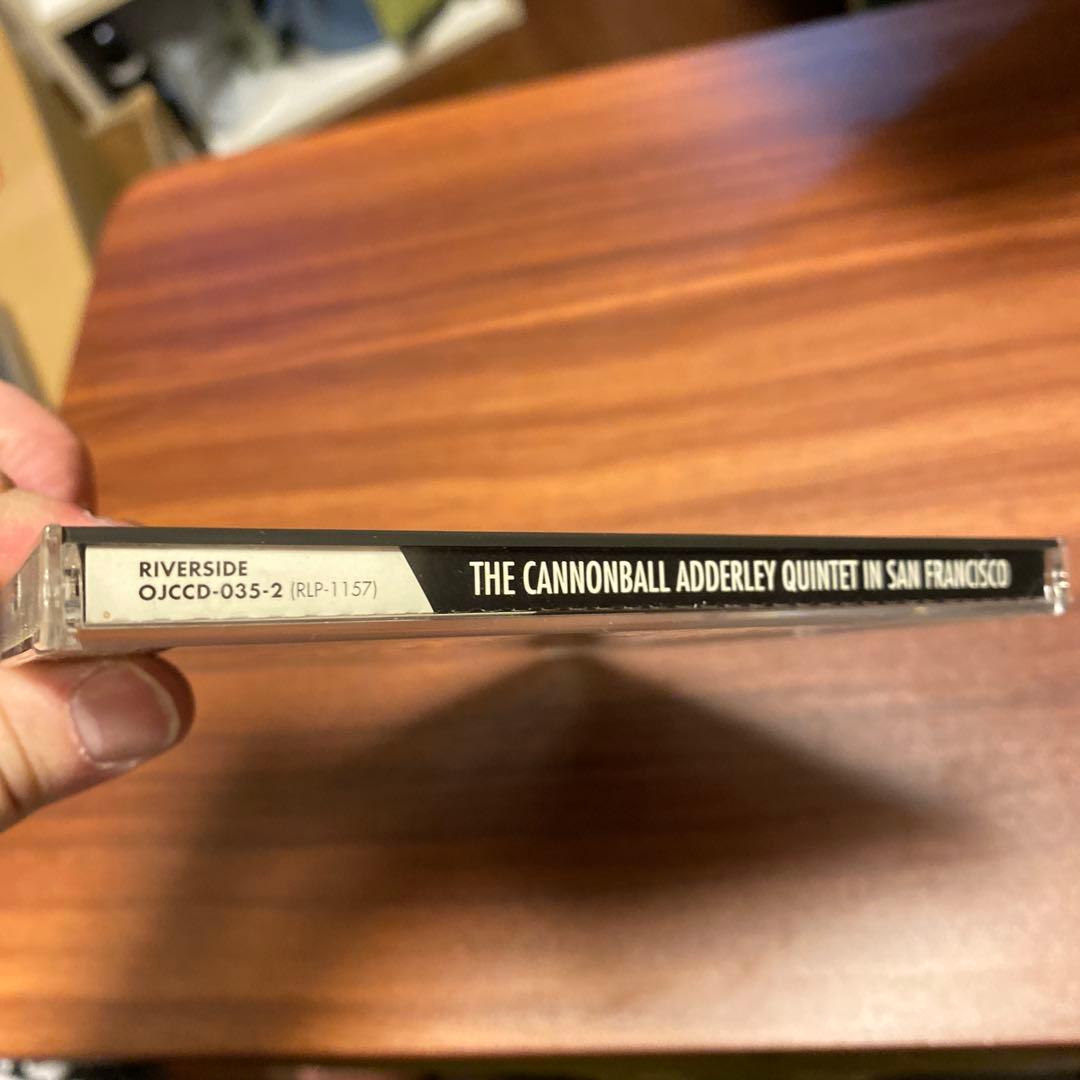 RIVERSIDE
OJCCD-035-2 (RLP-1157)
THE CANNONBALL ADDERLEY QUINTET IN SAN FRANCISCO